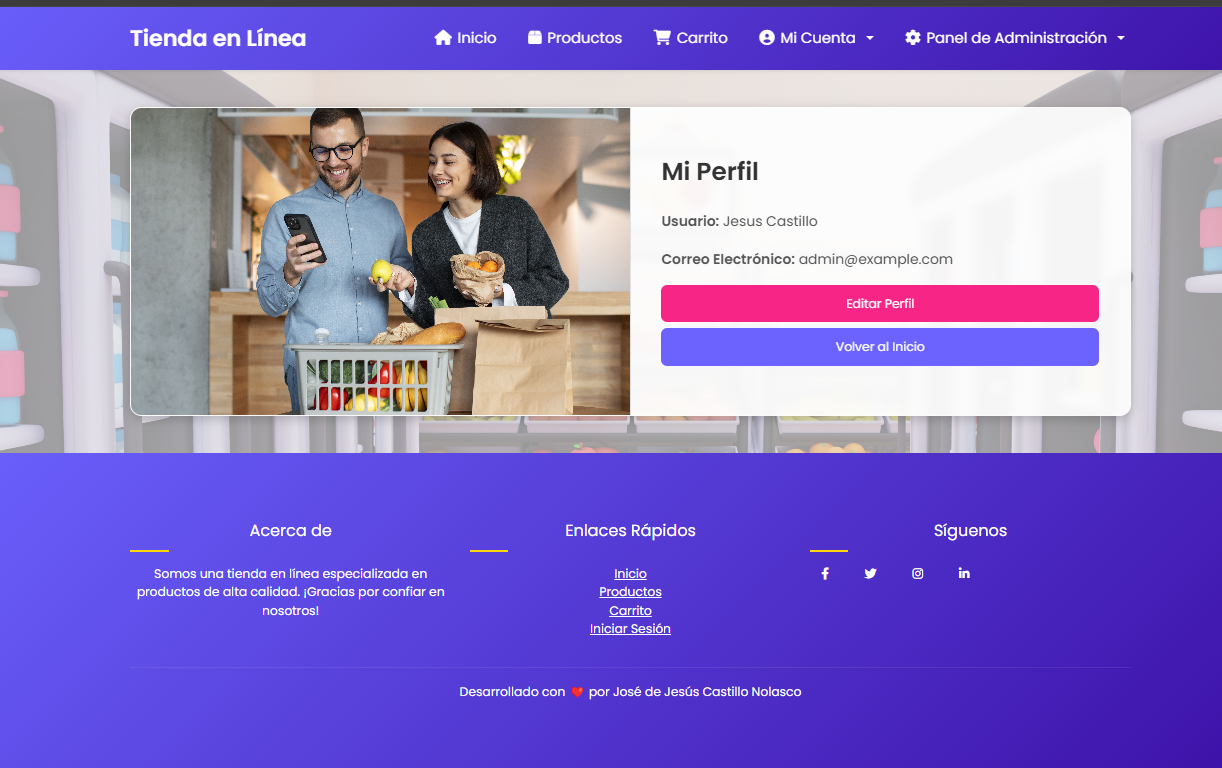 Tienda en Línea
Inicio
Productos
Carrito
Mi Cuenta
Panel de Administración
Mi Perfil
Usuario: Jesus Castillo
Correo Electrónico: admin@example.com
Editar Perfil
Volver al Inicio
Acerca de
Somos una tienda en línea especializada en
productos de alta calidad. ¡Gracias por confiar en
nosotros!
Enlaces Rápidos
Inicio
Productos
Carrito
Iniciar Sesión
Síguenos
Desarrollado con ❤️ por José de Jesús Castillo Nolasco